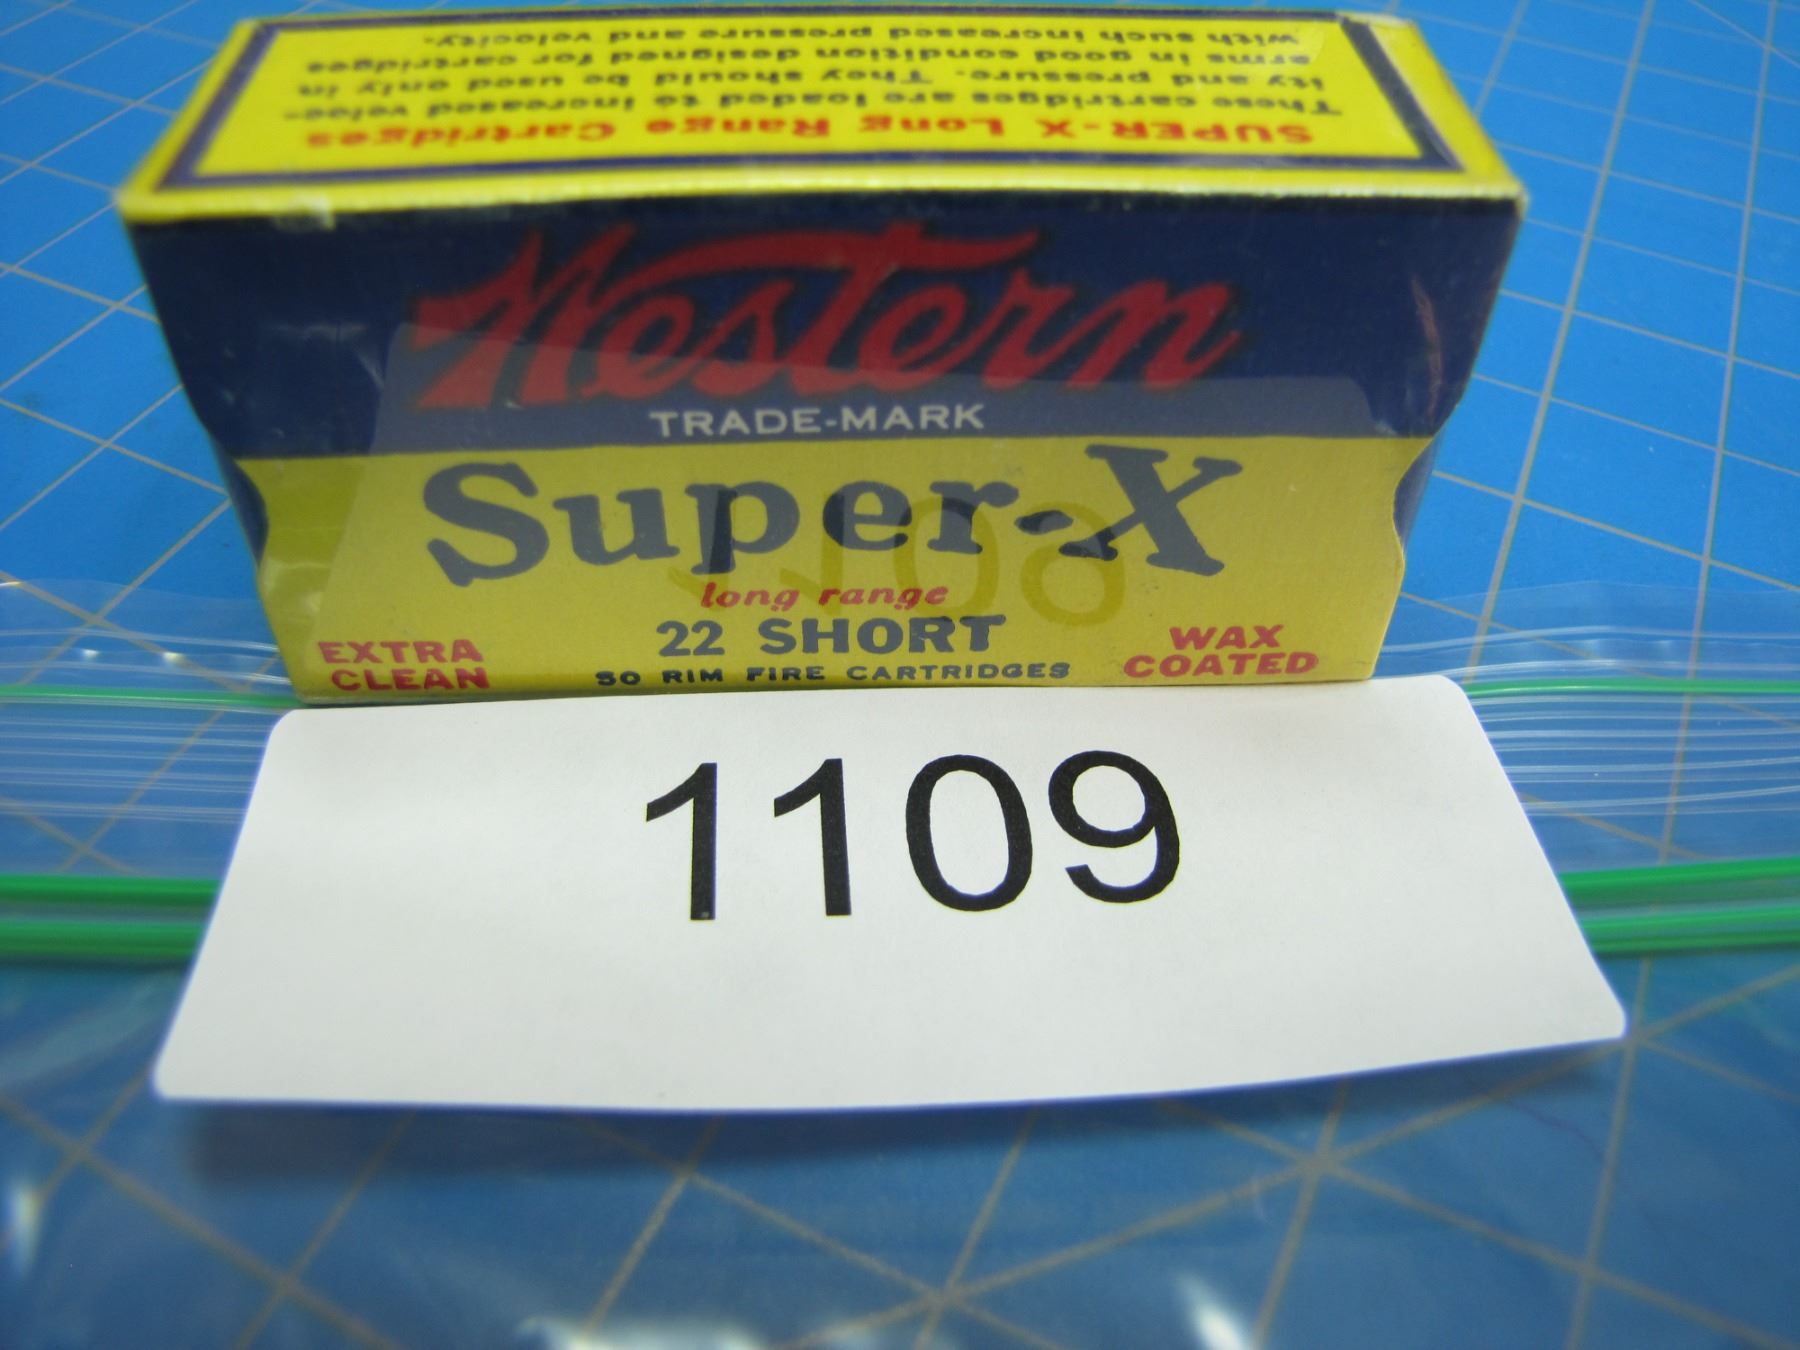 SUPER-X Long Range Cartridges
These cartridges are loaded to increased veloc-
ity and pressure. They should be used only in
arms in good condition designed for cartridges
with such increased pressure and velocity.
Western
TRADE-MARK
Super-X
long range
22 SHORT
50 RIM FIRE CARTRIDGES
EXTRA
CLEAN
WAX
COATED
1109